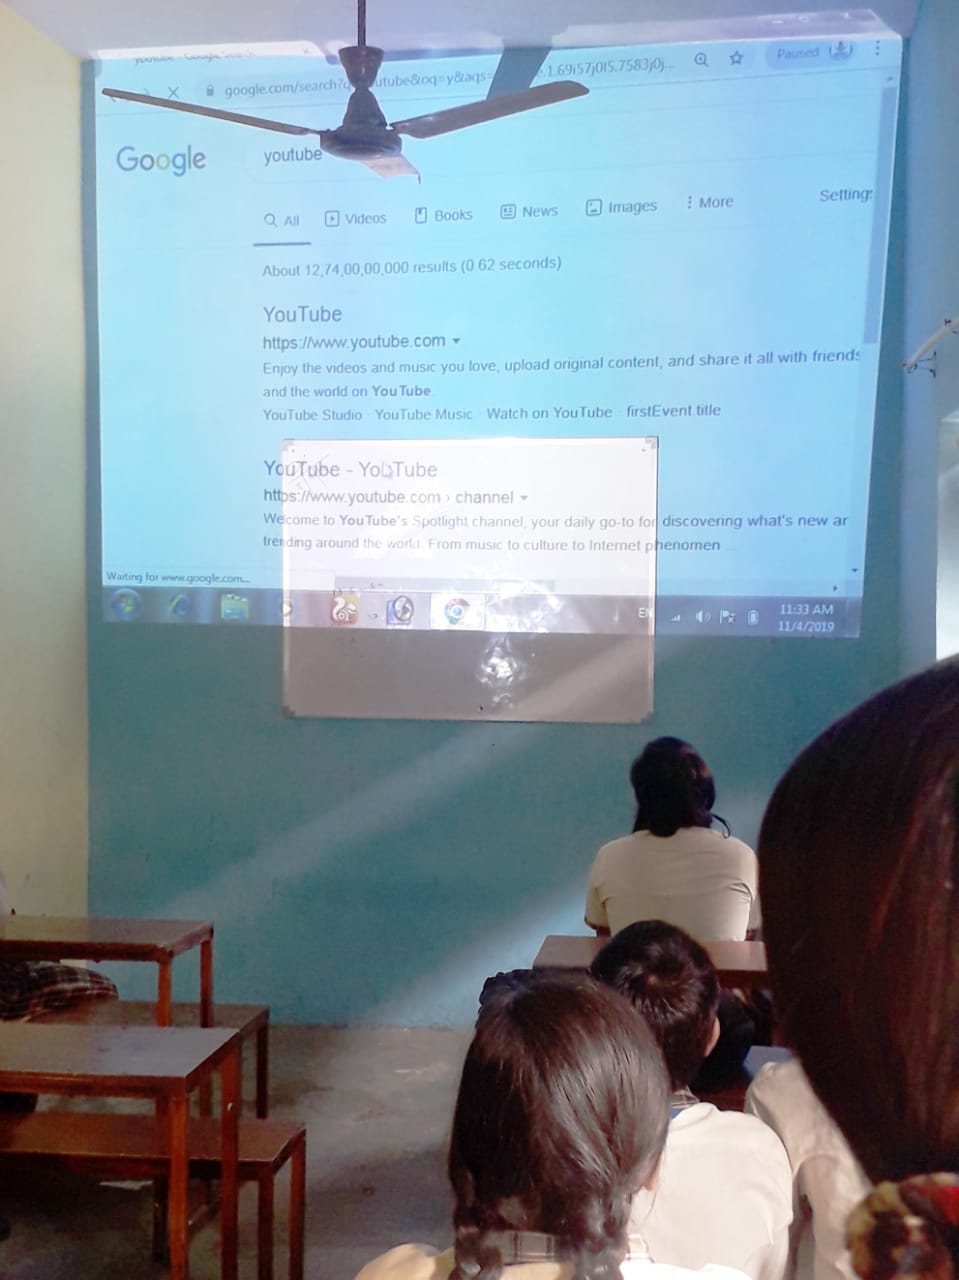 youtube - Google Search
google.com/search?q youtube&oq=y&aqs= .1.69i57j0l5.7583j0j...
Paused
Google
youtube
All Videos Books News Images More Settings
About 12,74,00,00,000 results (0.62 seconds)
YouTube
https://www.youtube.com
Enjoy the videos and music you love, upload original content, and share it all with friends
and the world on YouTube
YouTube Studio · YouTube Music · Watch on YouTube · firstEvent.title
YouTube - YouTube
https://www.youtube.com › channel
Welcome to YouTube's Spotlight channel, your daily go-to for discovering what's new ar
trending around the world. From music to culture to Internet phenomen
Waiting for www.google.com...
EN
11:33 AM
11/4/2019